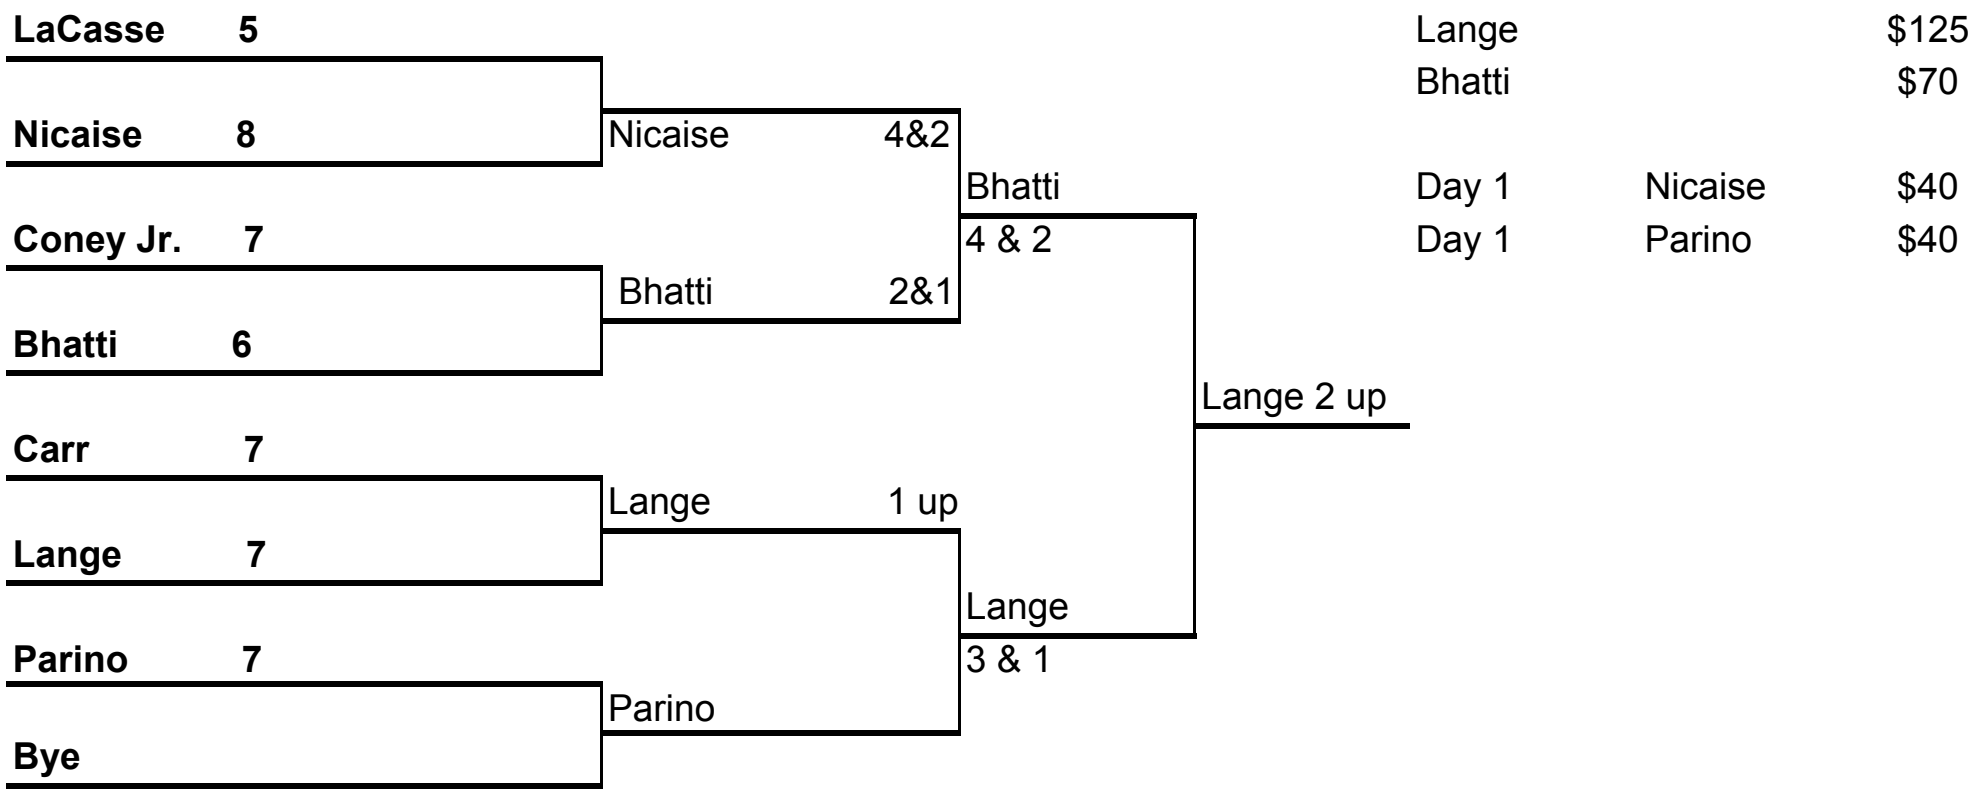 LaCasse 5 Lange $125
Bhatti $70
Nicaise 8 Nicaise 4&2
Bhatti Day 1 Nicaise $40
Coney Jr. 7 4 & 2 Day 1 Parino $40
Bhatti 2&1
Bhatti 6
Lange 2 up
Carr 7
Lange 1 up
Lange 7
Lange
Parino 7 3 & 1
Parino
Bye